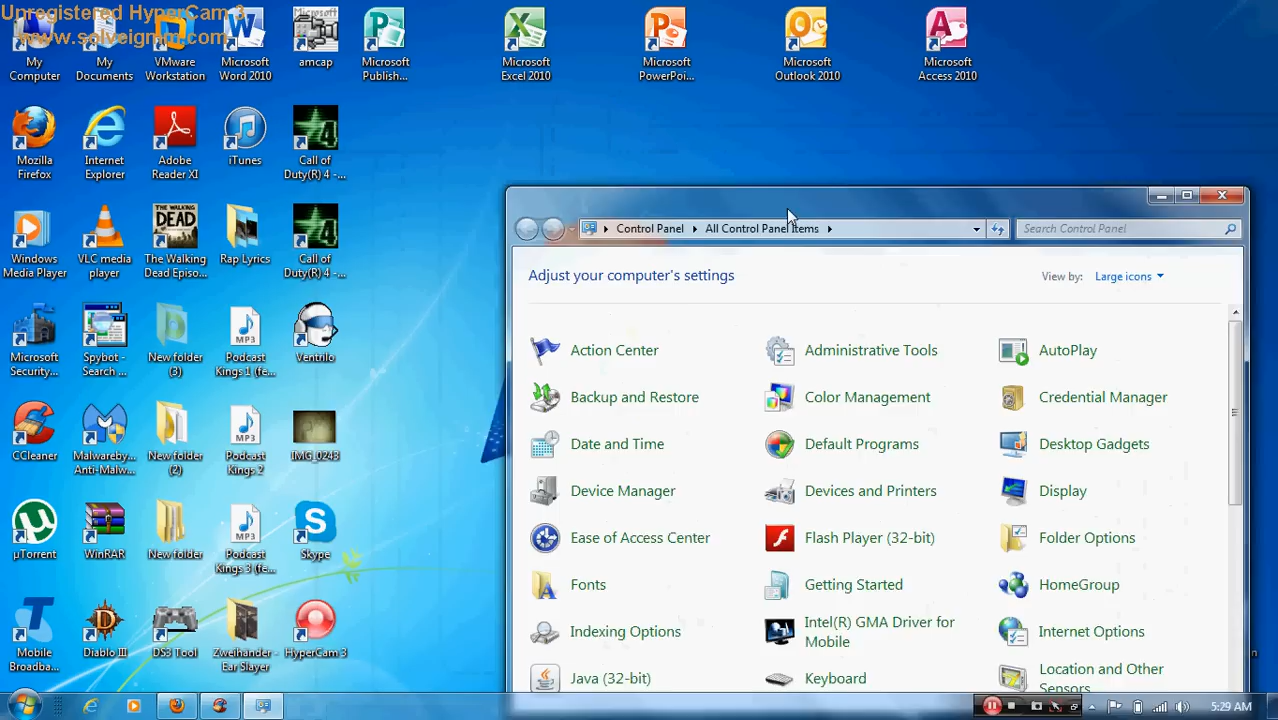 Unregistered HyperCam 3
www.solveigmm.com
My
Computer
My
Documents
VMware
Workstation
Microsoft
Word 2010
amcap
Microsoft
Publish...
Microsoft
Excel 2010
Microsoft
PowerPoi...
Microsoft
Outlook 2010
Microsoft
Access 2010
Mozilla
Firefox
Internet
Explorer
Adobe
Reader XI
iTunes
Call of
Duty(R) 4 -...
Windows
Media Player
VLC media
player
The Walking
Dead Episo...
Rap Lyrics
Call of
Duty(R) 4 -...
Microsoft
Security...
Spybot -
Search ...
New folder
(3)
Podcast
Kings 1 (fe...
Ventrilo
CCleaner
Malwareby...
Anti-Malw...
New folder
(2)
Podcast
Kings 2
IMG_0243
µTorrent
WinRAR
New folder
Podcast
Kings 3 (fe...
Skype
Mobile
Broadba...
Diablo III
DS3 Tool
Zweihander -
Ear Slayer
HyperCam 3
Control Panel
All Control Panel Items
Search Control Panel
Adjust your computer's settings
View by: Large icons
Action Center
Administrative Tools
AutoPlay
Backup and Restore
Color Management
Credential Manager
Date and Time
Default Programs
Desktop Gadgets
Device Manager
Devices and Printers
Display
Ease of Access Center
Flash Player (32-bit)
Folder Options
Fonts
Getting Started
HomeGroup
Indexing Options
Intel(R) GMA Driver for
Mobile
Internet Options
Java (32-bit)
Keyboard
Location and Other
Sensors
5:29 AM